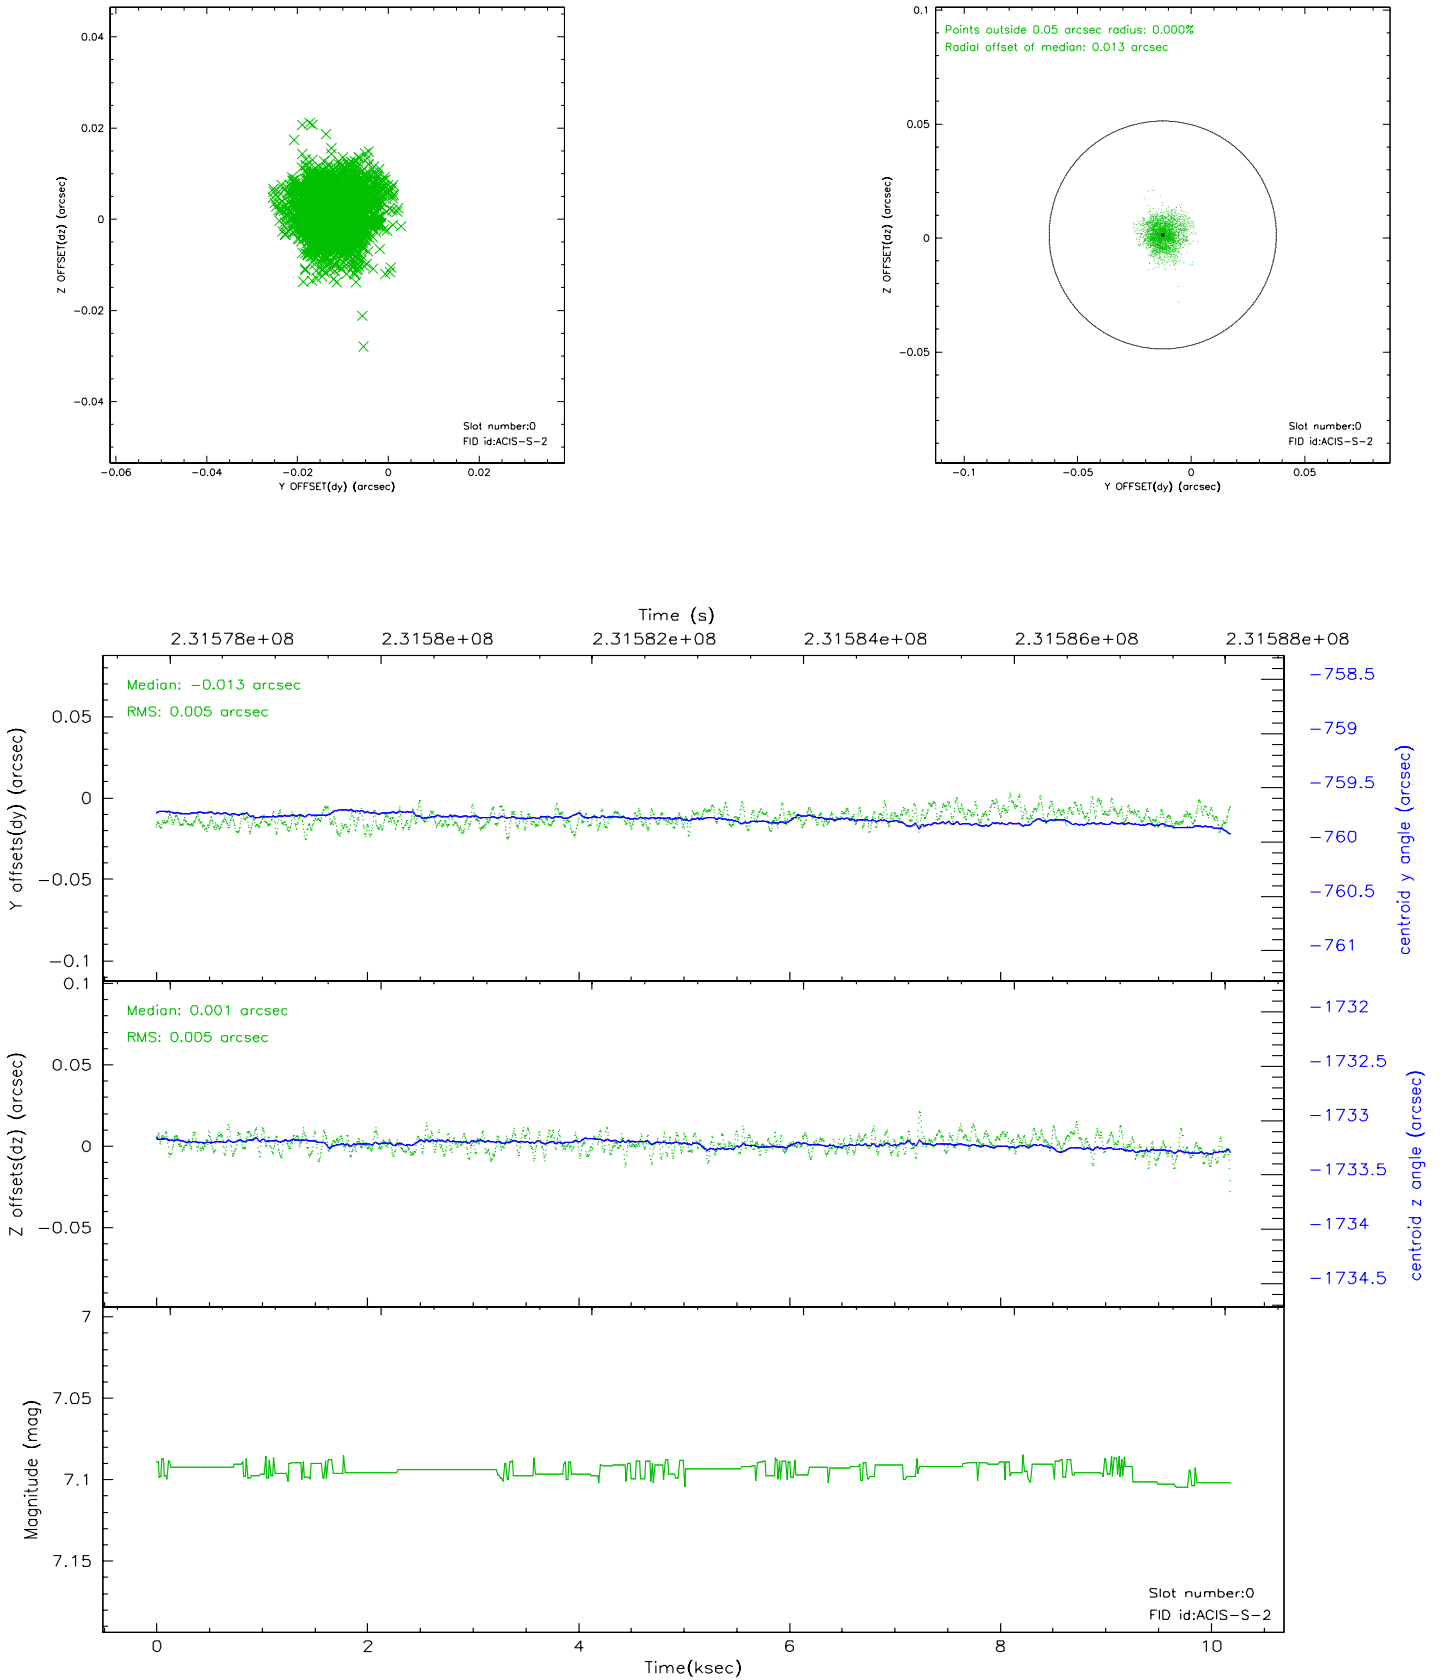 0.04
0.02
0
−0.02
−0.04
Z OFFSET(dz) (arcsec)
Slot number:0
FID id:ACIS−S−2
−0.06 −0.04 −0.02 0 0.02
Y OFFSET(dy) (arcsec)
0.1
0.05
0
−0.05
Z OFFSET(dz) (arcsec)
Points outside 0.05 arcsec radius: 0.000%
Radial offset of median: 0.013 arcsec
Slot number:0
FID id:ACIS−S−2
−0.1 −0.05 0 0.05
Y OFFSET(dy) (arcsec)
Time (s)
2.31578e+08 2.3158e+08 2.31582e+08 2.31584e+08 2.31586e+08 2.31588e+08
Median: −0.013 arcsec
RMS: 0.005 arcsec
0.05
0
−0.05
−0.1
Y offsets(dy) (arcsec)
−758.5
−759
−759.5
−760
−760.5
−761
centroid y angle (arcsec)
Median: 0.001 arcsec
RMS: 0.005 arcsec
0.1
0.05
0
−0.05
Z offsets(dz) (arcsec)
−1732
−1732.5
−1733
−1733.5
−1734
−1734.5
centroid z angle (arcsec)
7
7.05
7.1
7.15
Magnitude (mag)
Slot number:0
FID id:ACIS−S−2
0 2 4 6 8 10
Time(ksec)